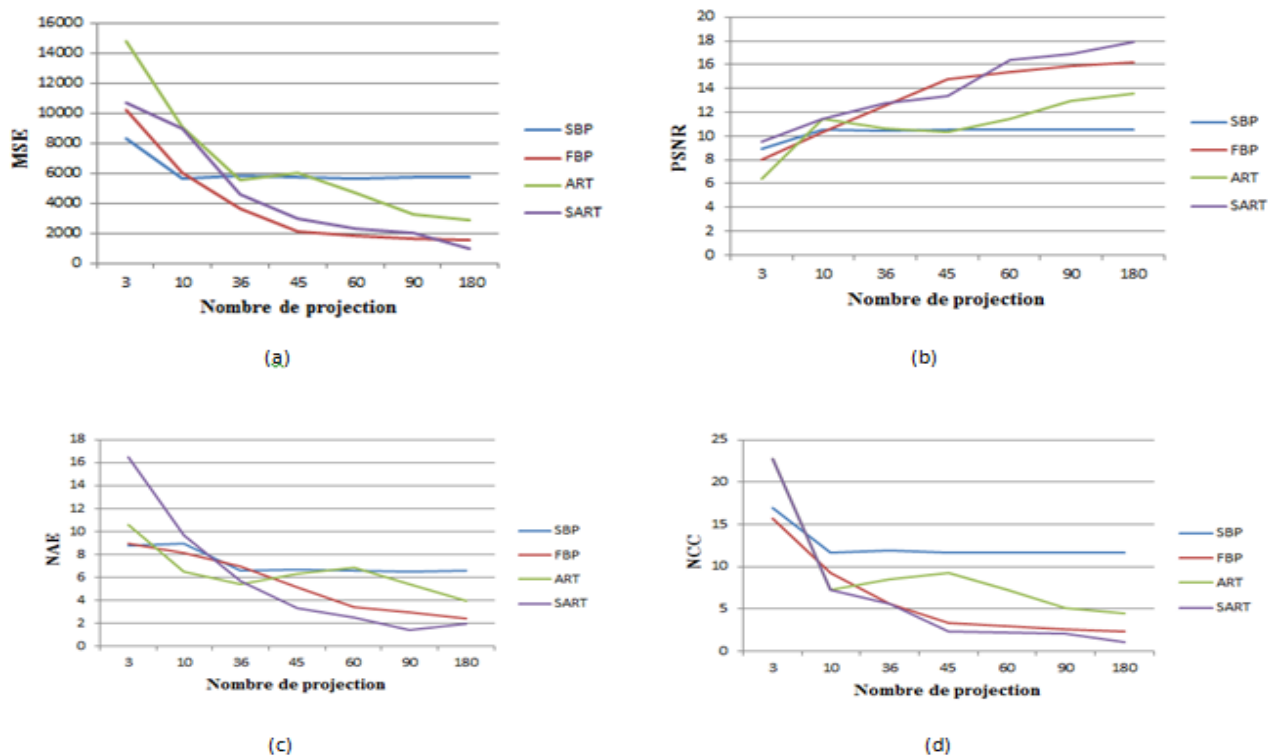 16000
14000
12000
10000
8000
6000
4000
2000
0
MSE
3 10 36 45 60 90 180
Nombre de projection
SBP
FBP
ART
SART
(a)
20
18
16
14
12
10
8
6
4
2
0
PSNR
3 10 36 45 60 90 180
Nombre de projection
SBP
FBP
ART
SART
(b)
18
16
14
12
10
8
6
4
2
0
NAE
3 10 36 45 60 90 180
Nombre de projection
SBP
FBP
ART
SART
(c)
25
20
15
10
5
0
NCC
3 10 36 45 60 90 180
Nombre de projection
SBP
FBP
ART
SART
(d)